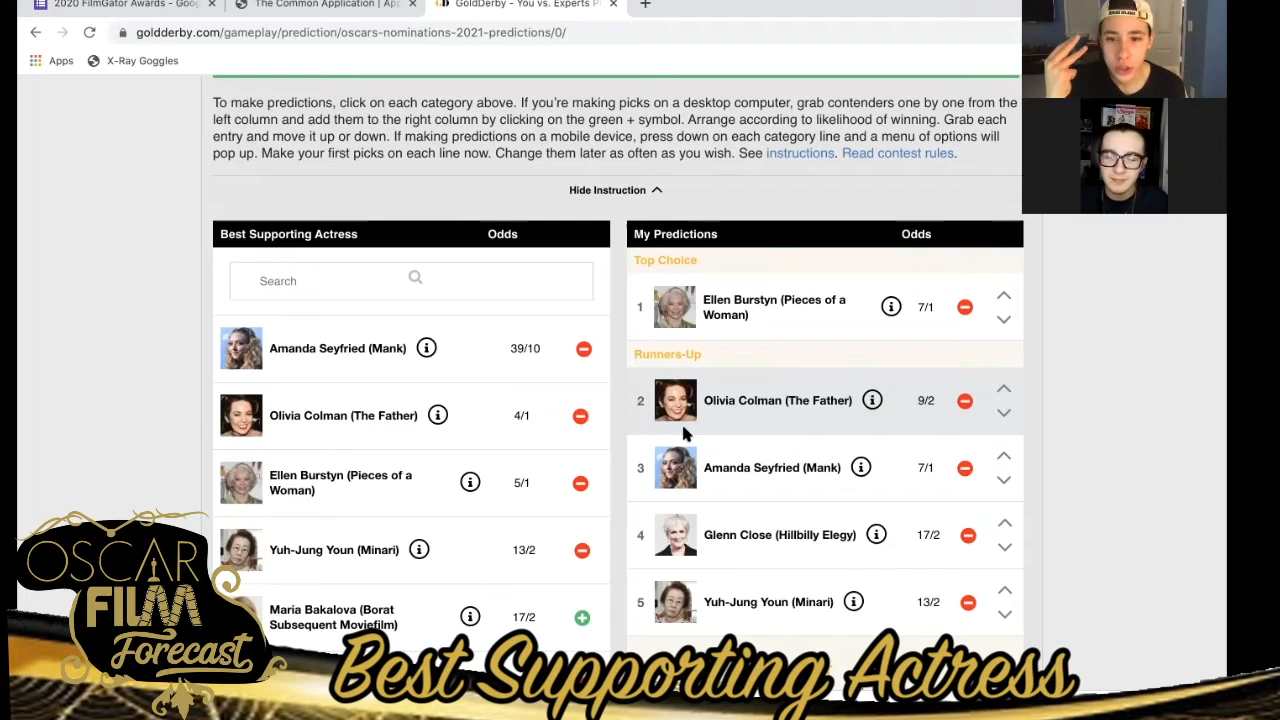 2020 FilmGator Awards - Goog
The Common Application | App
GoldDerby – You vs. Experts P
goldderby.com/gameplay/prediction/oscars-nominations-2021-predictions/0/
Apps
X-Ray Goggles
To make predictions, click on each category above. If you're making picks on a desktop computer, grab contenders one by one from the
left column and add them to the right column by clicking on the green + symbol. Arrange according to likelihood of winning. Grab each
entry and move it up or down. If making predictions on a mobile device, press down on each category line and a menu of options will
pop up. Make your first picks on each line now. Change them later as often as you wish. See instructions. Read contest rules.
Hide Instruction
Best Supporting Actress Odds
Search
Amanda Seyfried (Mank) 39/10
Olivia Colman (The Father) 4/1
Ellen Burstyn (Pieces of a
Woman) 5/1
Yuh-Jung Youn (Minari) 13/2
Maria Bakalova (Borat
Subsequent Moviefilm) 17/2
My Predictions Odds
Top Choice
1 Ellen Burstyn (Pieces of a
Woman) 7/1
Runners-Up
2 Olivia Colman (The Father) 9/2
3 Amanda Seyfried (Mank) 7/1
4 Glenn Close (Hillbilly Elegy) 17/2
5 Yuh-Jung Youn (Minari) 13/2
OSCAR
FILM
Forecast
Best Supporting Actress